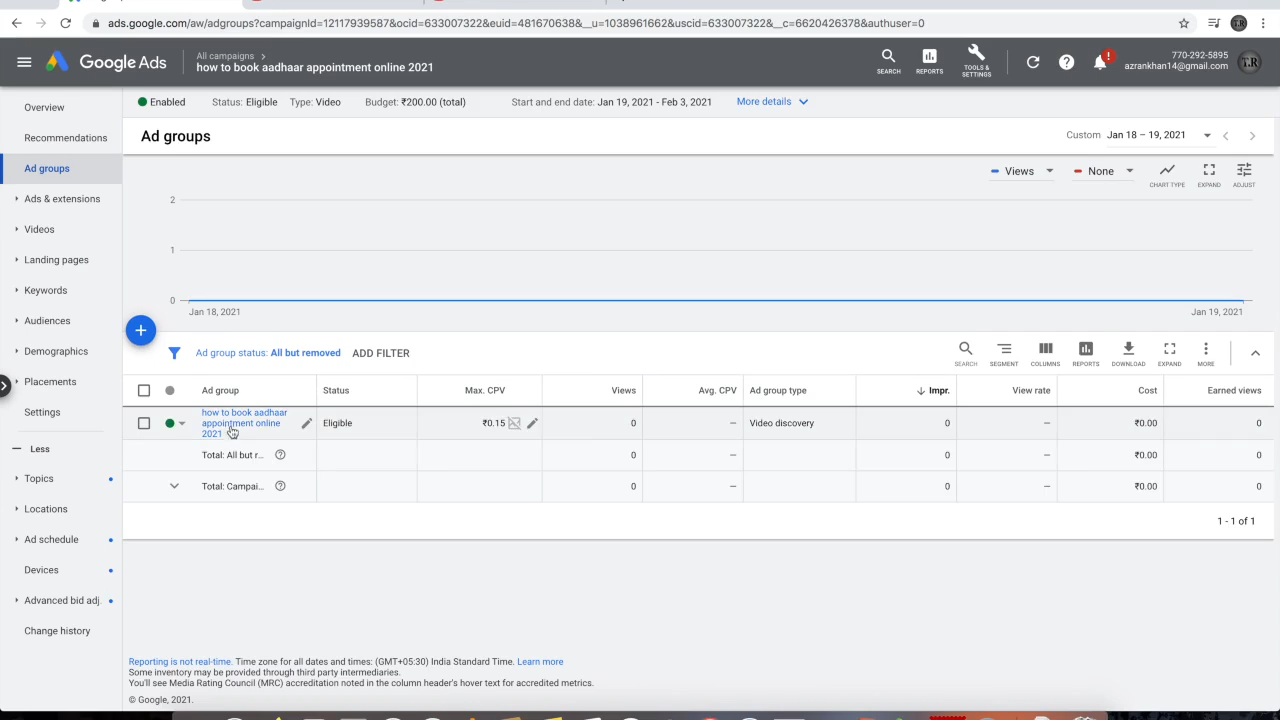 ads.google.com/aw/adgroups?campaignId=12117939587&ocid=633007322&euid=481670638&__u=1038961662&uscid=633007322&__c=6620426378&authuser=0
Google Ads
All campaigns
how to book aadhaar appointment online 2021
SEARCH
REPORTS
TOOLS &
SETTINGS
!
770-292-5895
azrankhan14@gmail.com
T.R
Enabled Status: Eligible Type: Video Budget: ₹200.00 (total) Start and end date: Jan 19, 2021 - Feb 3, 2021 More details
Overview
Recommendations
Ad groups
Ads & extensions
Videos
Landing pages
Keywords
Audiences
Demographics
Placements
Settings
Less
Topics
Locations
Ad schedule
Devices
Advanced bid adj.
Change history
Ad groups
Custom Jan 18 – 19, 2021
Views None
CHART TYPE EXPAND ADJUST
2
1
0
Jan 18, 2021 Jan 19, 2021
Ad group status: All but removed ADD FILTER
SEARCH SEGMENT COLUMNS REPORTS DOWNLOAD EXPAND MORE
Ad group Status Max. CPV Views Avg. CPV Ad group type Impr. View rate Cost Earned views
how to book aadhaar
appointment online
2021
Eligible ₹0.15 0 – Video discovery 0 – ₹0.00 0
Total: All but r... 0 – 0 – ₹0.00 0
Total: Campai... 0 – 0 – ₹0.00 0
1 - 1 of 1
Reporting is not real-time. Time zone for all dates and times: (GMT+05:30) India Standard Time. Learn more
Some inventory may be provided through third party intermediaries.
You'll see Media Rating Council (MRC) accreditation noted in the column header's hover text for accredited metrics.
© Google, 2021.